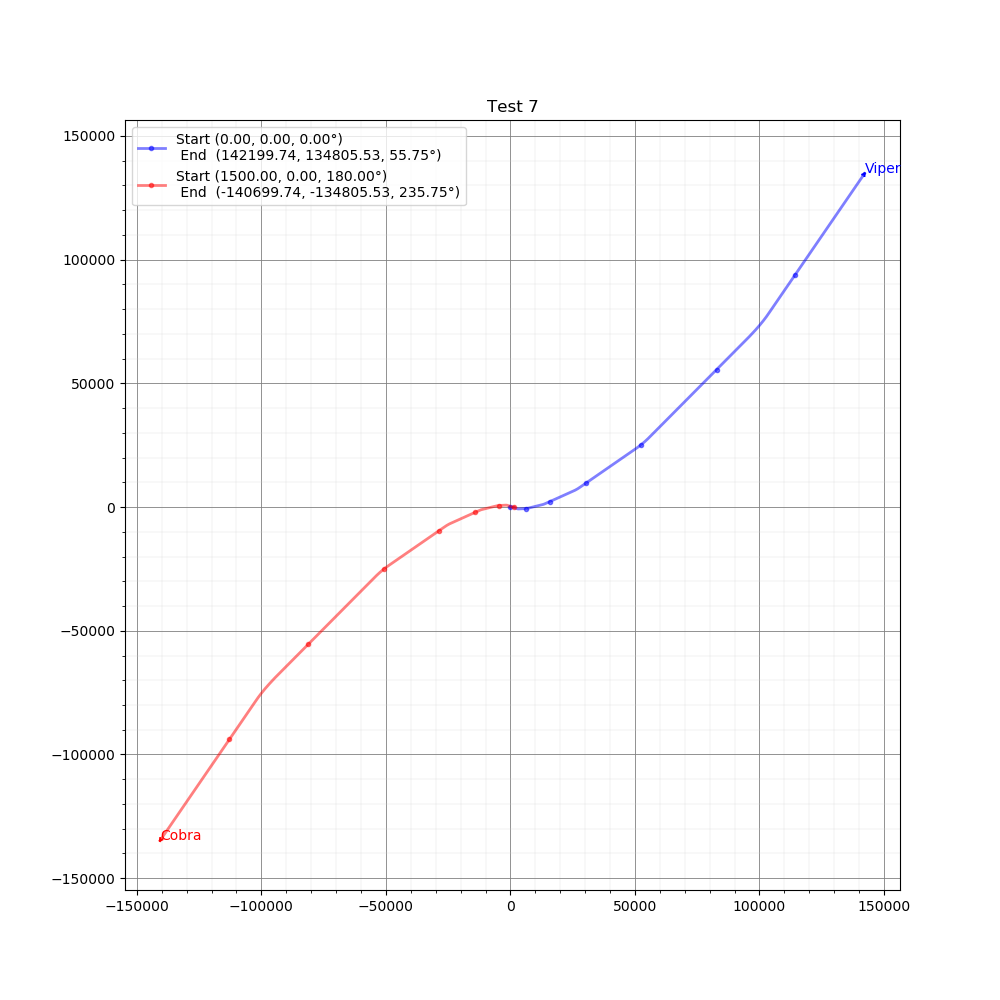 Test 7
Start (0.00, 0.00, 0.00°)
End (142199.74, 134805.53, 55.75°)
Start (1500.00, 0.00, 180.00°)
End (-140699.74, -134805.53, 235.75°)
150000
100000
50000
0
−50000
−100000
−150000
Viper
Cobra
−150000 −100000 −50000 0 50000 100000 150000